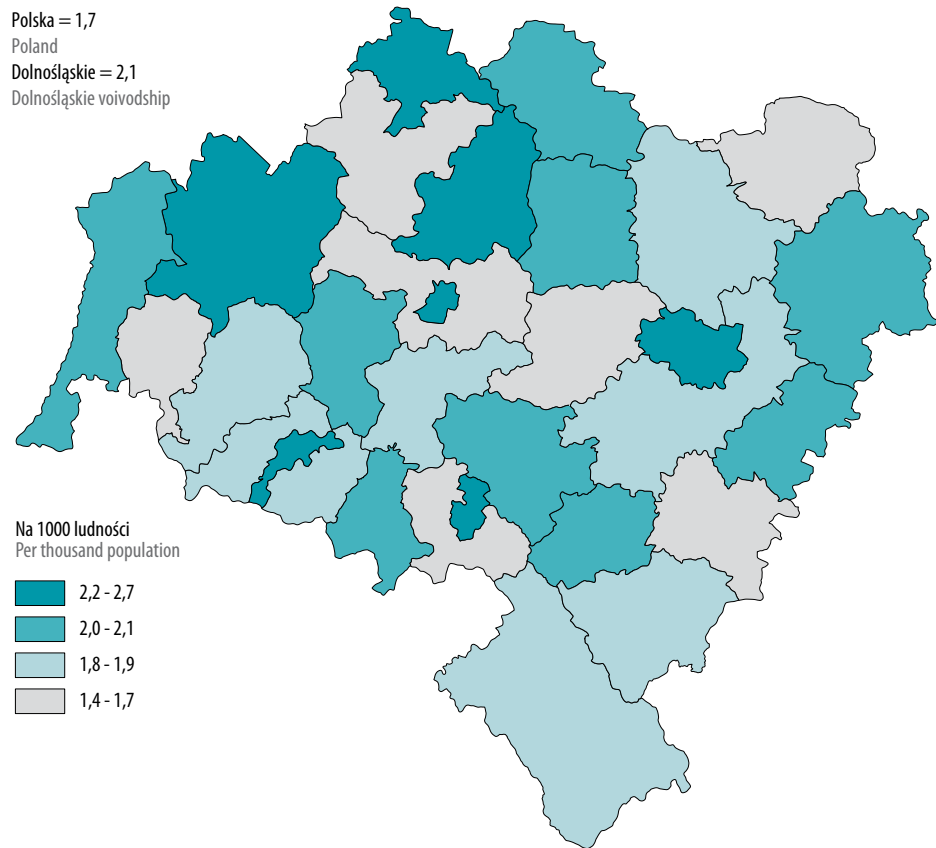 Polska = 1,7
Poland
Dolnośląskie = 2,1
Dolnośląskie voivodship
Na 1000 ludności
Per thousand population
2,2 - 2,7
2,0 - 2,1
1,8 - 1,9
1,4 - 1,7